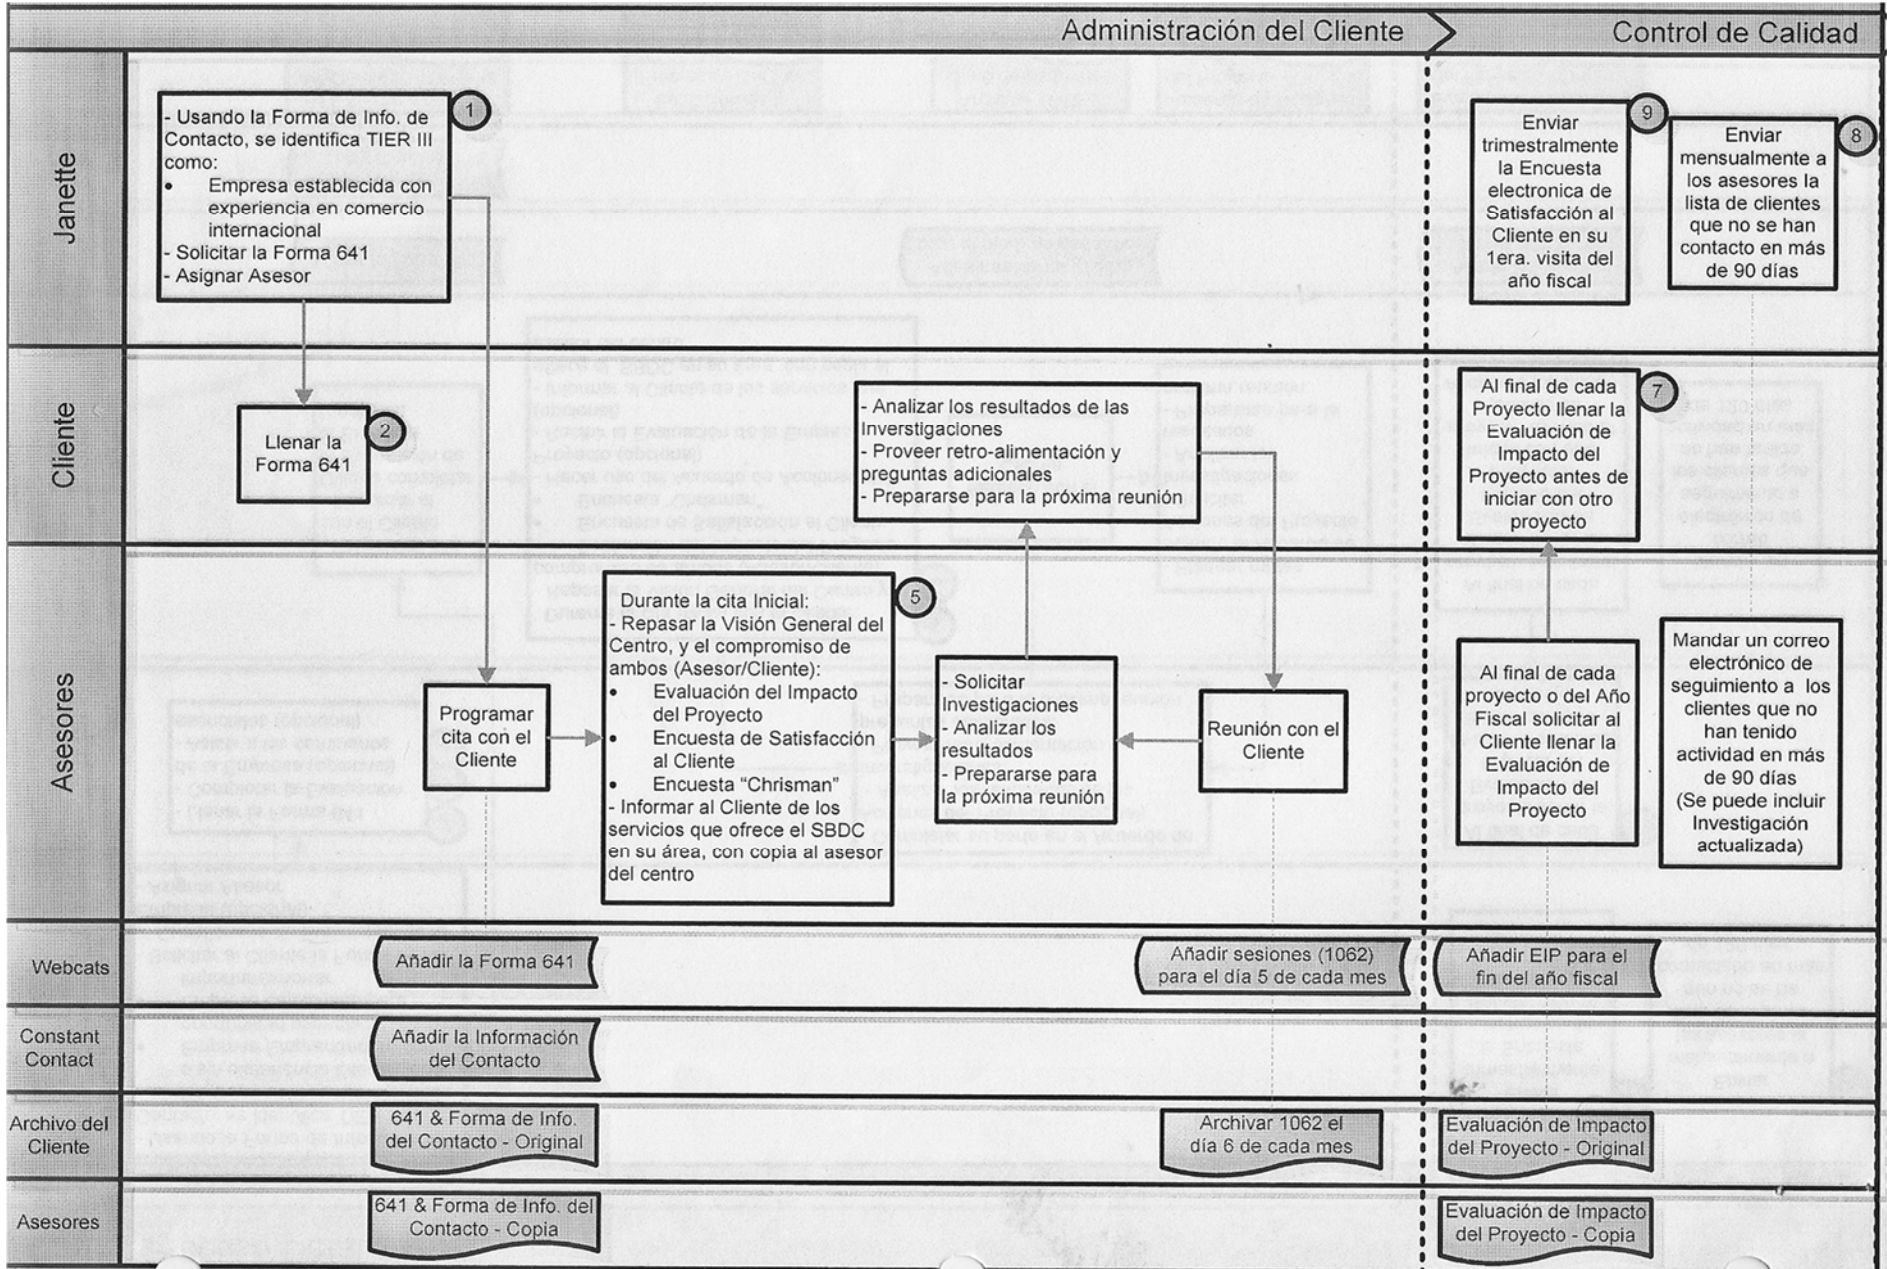 Administración del Cliente
Control de Calidad
Janette
- Usando la Forma de Info. de
Contacto, se identifica TIER III
como:
• Empresa establecida con
experiencia en comercio
internacional
- Solicitar la Forma 641
- Asignar Asesor
1
Enviar
trimestralmente
la Encuesta
electronica de
Satisfacción al
Cliente en su
1era. visita del
año fiscal
9
Enviar
mensualmente a
los asesores la
lista de clientes
que no se han
contacto en más
de 90 días
8
Cliente
Llenar la
Forma 641
2
- Analizar los resultados de las
Inverstigaciones
- Proveer retro-alimentación y
preguntas adicionales
- Prepararse para la próxima reunión
Al final de cada
Proyecto llenar la
Evaluación de
Impacto del
Proyecto antes de
iniciar con otro
proyecto
7
Asesores
Programar
cita con el
Cliente
Durante la cita Inicial:
- Repasar la Visión General del
Centro, y el compromiso de
ambos (Asesor/Cliente):
• Evaluación del Impacto
del Proyecto
• Encuesta de Satisfacción
al Cliente
• Encuesta “Chrisman”
- Informar al Cliente de los
servicios que ofrece el SBDC
en su área, con copia al asesor
del centro
5
- Solicitar
Investigaciones
- Analizar los
resultados
- Prepararse para
la próxima reunión
Reunión con el
Cliente
Al final de cada
proyecto o del Año
Fiscal solicitar al
Cliente llenar la
Evaluación de
Impacto del
Proyecto
Mandar un correo
electrónico de
seguimiento a los
clientes que no
han tenido
actividad en más
de 90 días
(Se puede incluir
Investigación
actualizada)
Webcats
Añadir la Forma 641
Añadir sesiones (1062)
para el día 5 de cada mes
Añadir EIP para el
fin del año fiscal
Constant
Contact
Añadir la Información
del Contacto
Archivo del
Cliente
641 & Forma de Info.
del Contacto - Original
Archivar 1062 el
día 6 de cada mes
Evaluación de Impacto
del Proyecto - Original
Asesores
641 & Forma de Info. del
Contacto - Copia
Evaluación de Impacto
del Proyecto - Copia